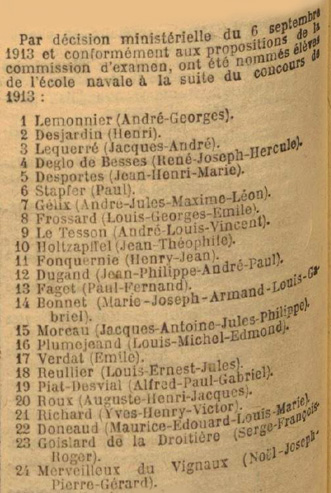 Par décision ministérielle du 6 septembre
1913 et conformément aux propositions de la
commission d'examen, ont été nommés élèves
de l'école navale à la suite du concours de
1913 :
1 Lemonnier (André-Georges).
2 Desjardin (Henri).
3 Lequerré (Jacques-André).
4 Deglo de Besses (René-Joseph-Hercule).
5 Desportes (Jean-Henri-Marie).
6 Stapfer (Paul).
7 Gélix (André-Jules-Maxime-Léon).
8 Frossard (Louis-Georges-Emile).
9 Le Tesson (André-Louis-Vincent).
10 Holtzapffel (Jean-Théophile).
11 Fonquernie (Henry-Jean).
12 Dugand (Jean-Philippe-André-Paul).
13 Fagot (Paul-Fernand).
14 Bonnet (Marie-Joseph-Armand-Louis-Ga-
briel).
15 Moreau (Jacques-Antoine-Jules-Philippe).
16 Plumejeand (Louis-Michel-Edmond).
17 Verdat (Emile).
18 Reullier (Louis-Ernest-Jules).
19 Piat-Desvial (Alfred-Paul-Gabriel).
20 Roux (Auguste-Henri-Jacques).
21 Richard (Yves-Henry-Victor).
22 Doneaud (Maurice-Edouard-Louis-Marie).
23 Goislard de la Droitière (Serge-François-
Roger).
24 Merveilleux du Vignaux (Noël-Joseph-
Pierre-Gérard).